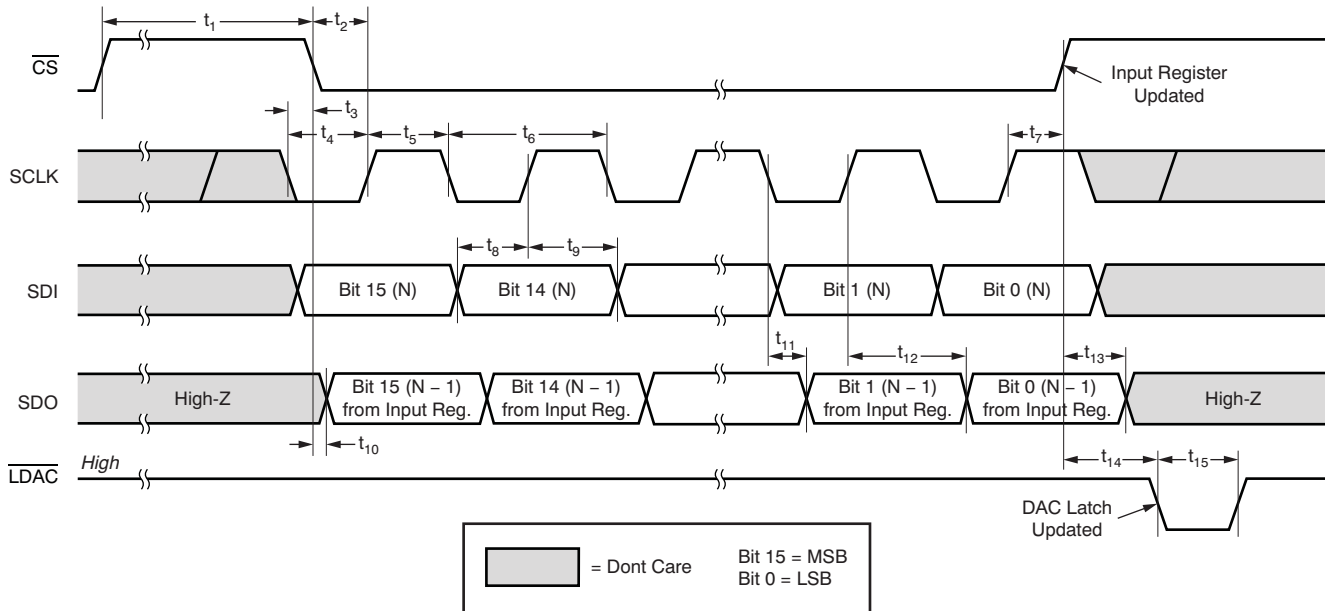 t1
t2
CS
Input Register
Updated
t3
t4
t5
t6
t7
SCLK
t8
t9
SDI
Bit 15 (N)
Bit 14 (N)
Bit 1 (N)
Bit 0 (N)
t11
t12
t13
SDO
High-Z
Bit 15 (N − 1)
from Input Reg.
Bit 14 (N − 1)
from Input Reg.
Bit 1 (N − 1)
from Input Reg.
Bit 0 (N − 1)
from Input Reg.
High-Z
t10
High
LDAC
t14
t15
DAC Latch
Updated
= Dont Care
Bit 15 = MSB
Bit 0 = LSB